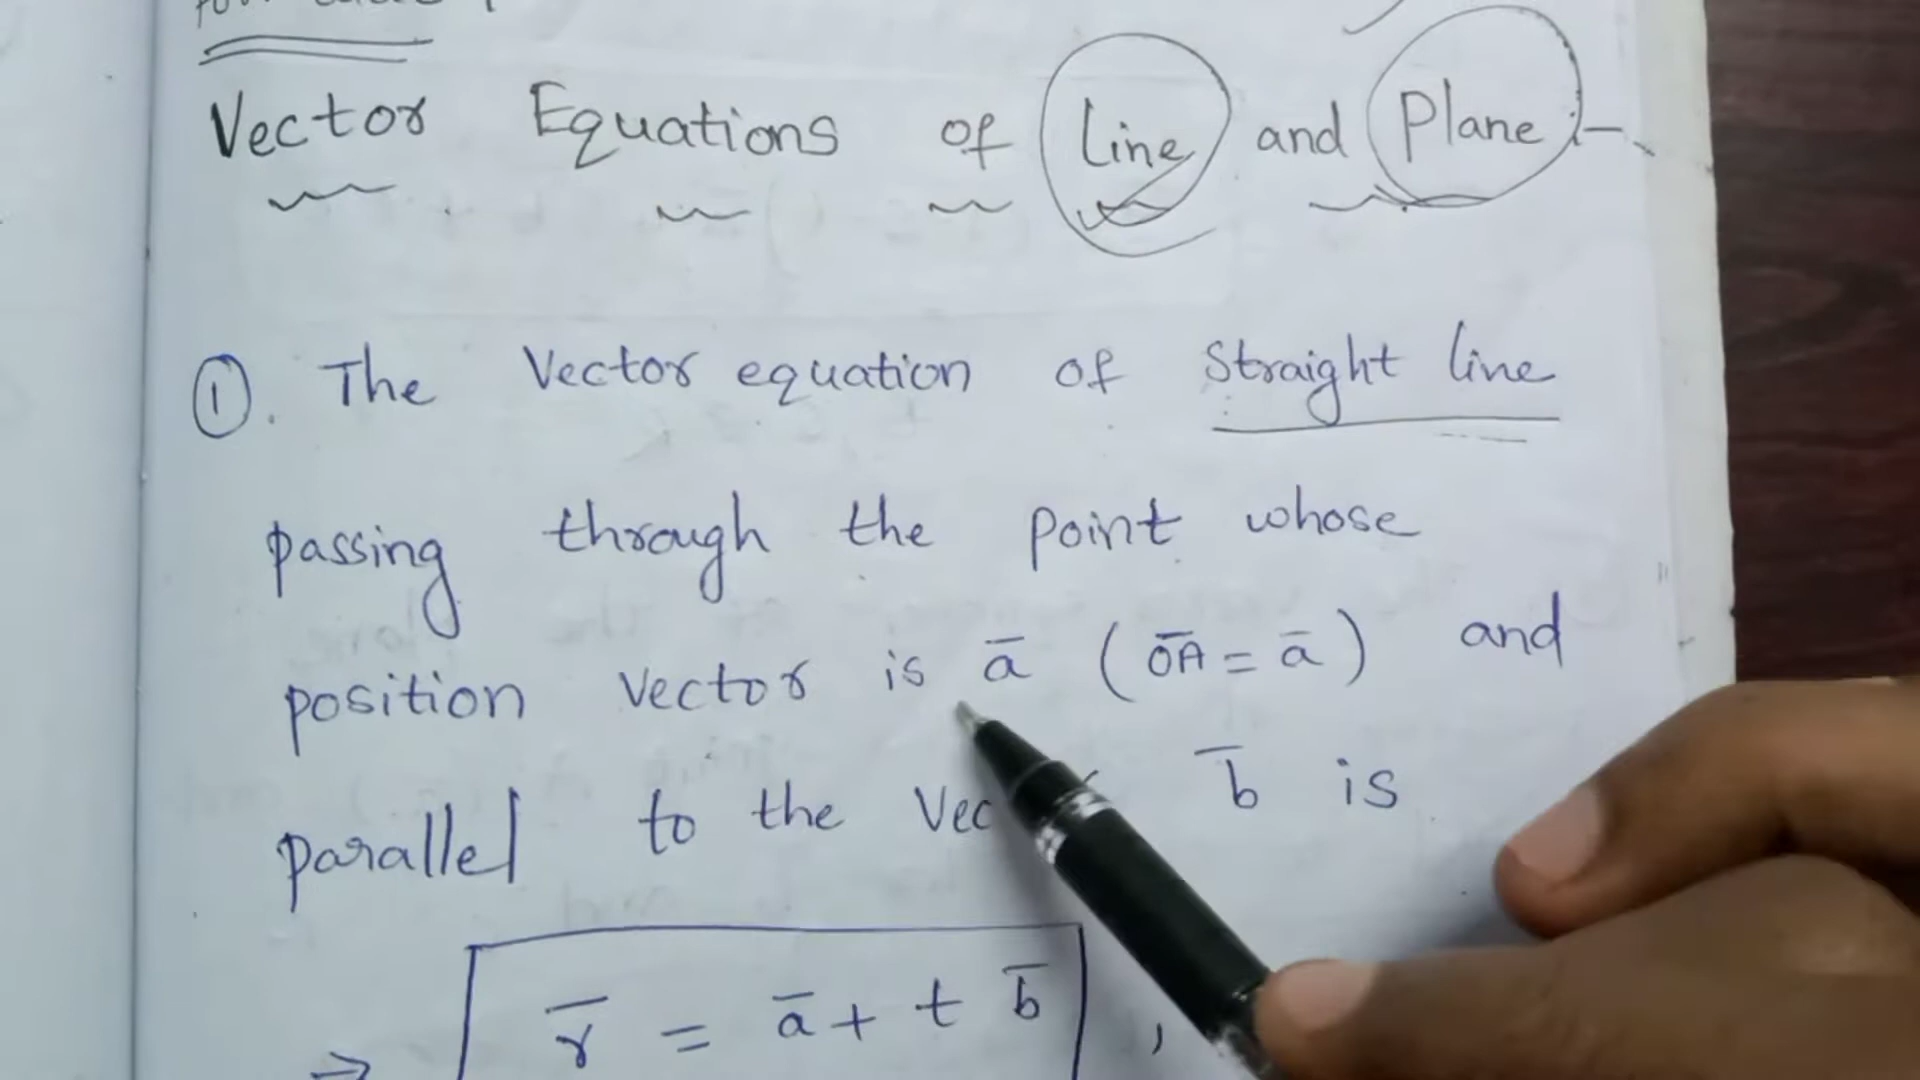 Vector Equations of Line and Plane :-
①. The Vector equation of Straight line
passing through the point whose
position vector is a̅ (O̅A̅ = a̅) and
parallel to the Vec b̅ is
⇒ r̅ = a̅ + t b̅ ,